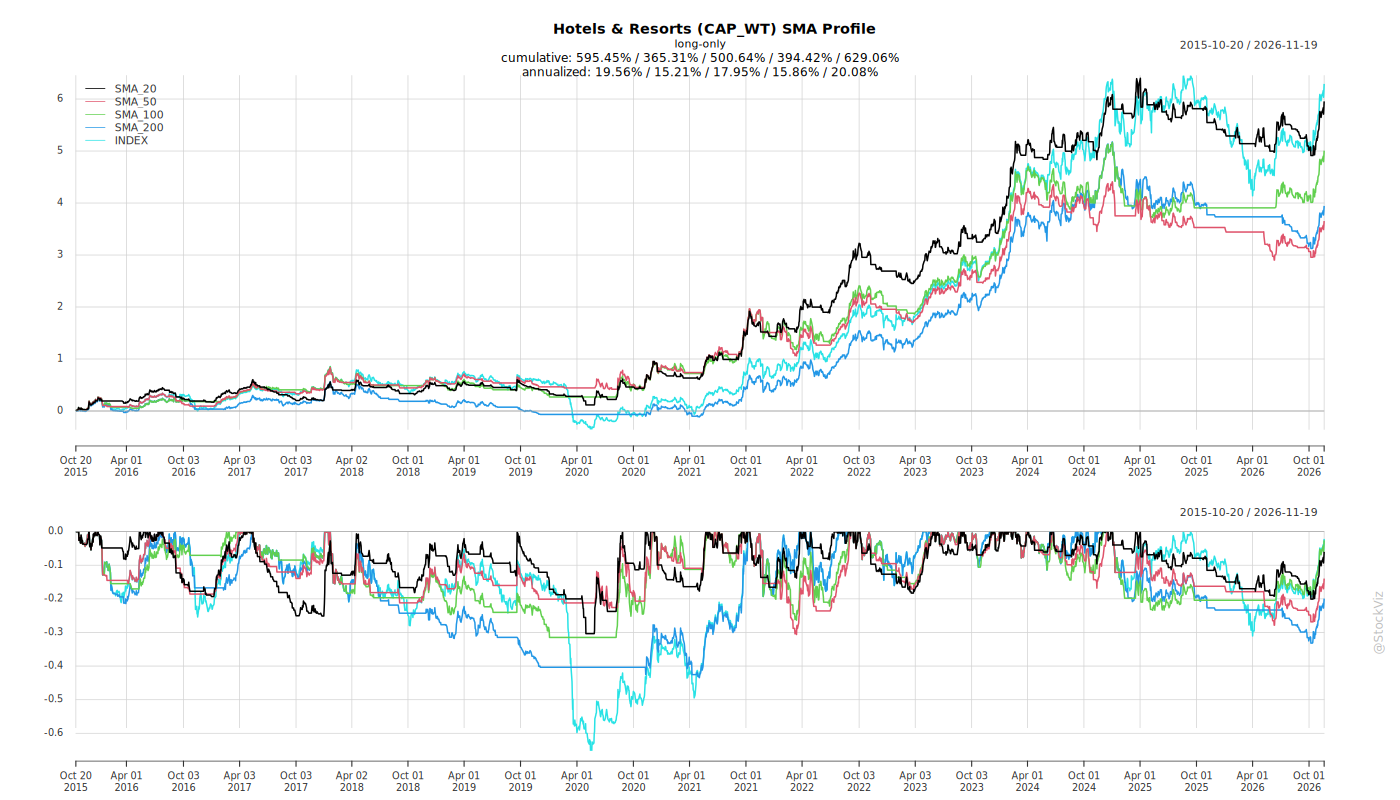 Hotels & Resorts (CAP_WT) SMA Profile
long-only
cumulative: 595.45% / 365.31% / 500.64% / 394.42% / 629.06%
annualized: 19.56% / 15.21% / 17.95% / 15.86% / 20.08%
2015-10-20 / 2026-11-19
SMA_20
SMA_50
SMA_100
SMA_200
INDEX
6
5
4
3
2
1
0
Oct 20 Apr 01 Oct 03 Apr 03 Oct 03 Apr 02 Oct 01 Apr 01 Oct 01 Apr 01 Oct 01 Apr 01 Oct 01 Apr 01 Oct 03 Apr 03 Oct 03 Apr 01 Oct 01 Apr 01 Oct 01 Apr 01 Oct 01
2015 2016 2016 2017 2017 2018 2018 2019 2019 2020 2020 2021 2021 2022 2022 2023 2023 2024 2024 2025 2025 2026 2026
2015-10-20 / 2026-11-19
0.0
-0.1
-0.2
-0.3
-0.4
-0.5
-0.6
Oct 20 Apr 01 Oct 03 Apr 03 Oct 03 Apr 02 Oct 01 Apr 01 Oct 01 Apr 01 Oct 01 Apr 01 Oct 01 Apr 01 Oct 03 Apr 03 Oct 03 Apr 01 Oct 01 Apr 01 Oct 01 Apr 01 Oct 01
2015 2016 2016 2017 2017 2018 2018 2019 2019 2020 2020 2021 2021 2022 2022 2023 2023 2024 2024 2025 2025 2026 2026
@StockViz